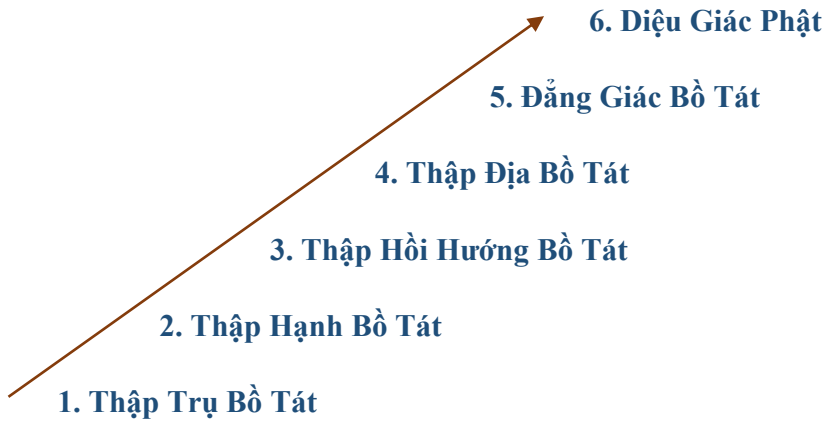 6. Diệu Giác Phật
5. Đẳng Giác Bồ Tát
4. Thập Địa Bồ Tát
3. Thập Hồi Hướng Bồ Tát
2. Thập Hạnh Bồ Tát
1. Thập Trụ Bồ Tát